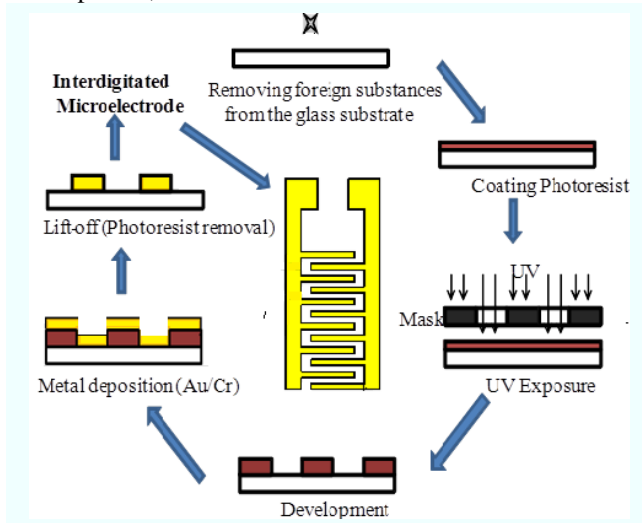 Removing foreign substances
from the glass substrate
Coating Photoresist
UV
Mask
UV Exposure
Development
Metal deposition (Au/Cr)
Lift-off (Photoresist removal)
Interdigitated
Microelectrode